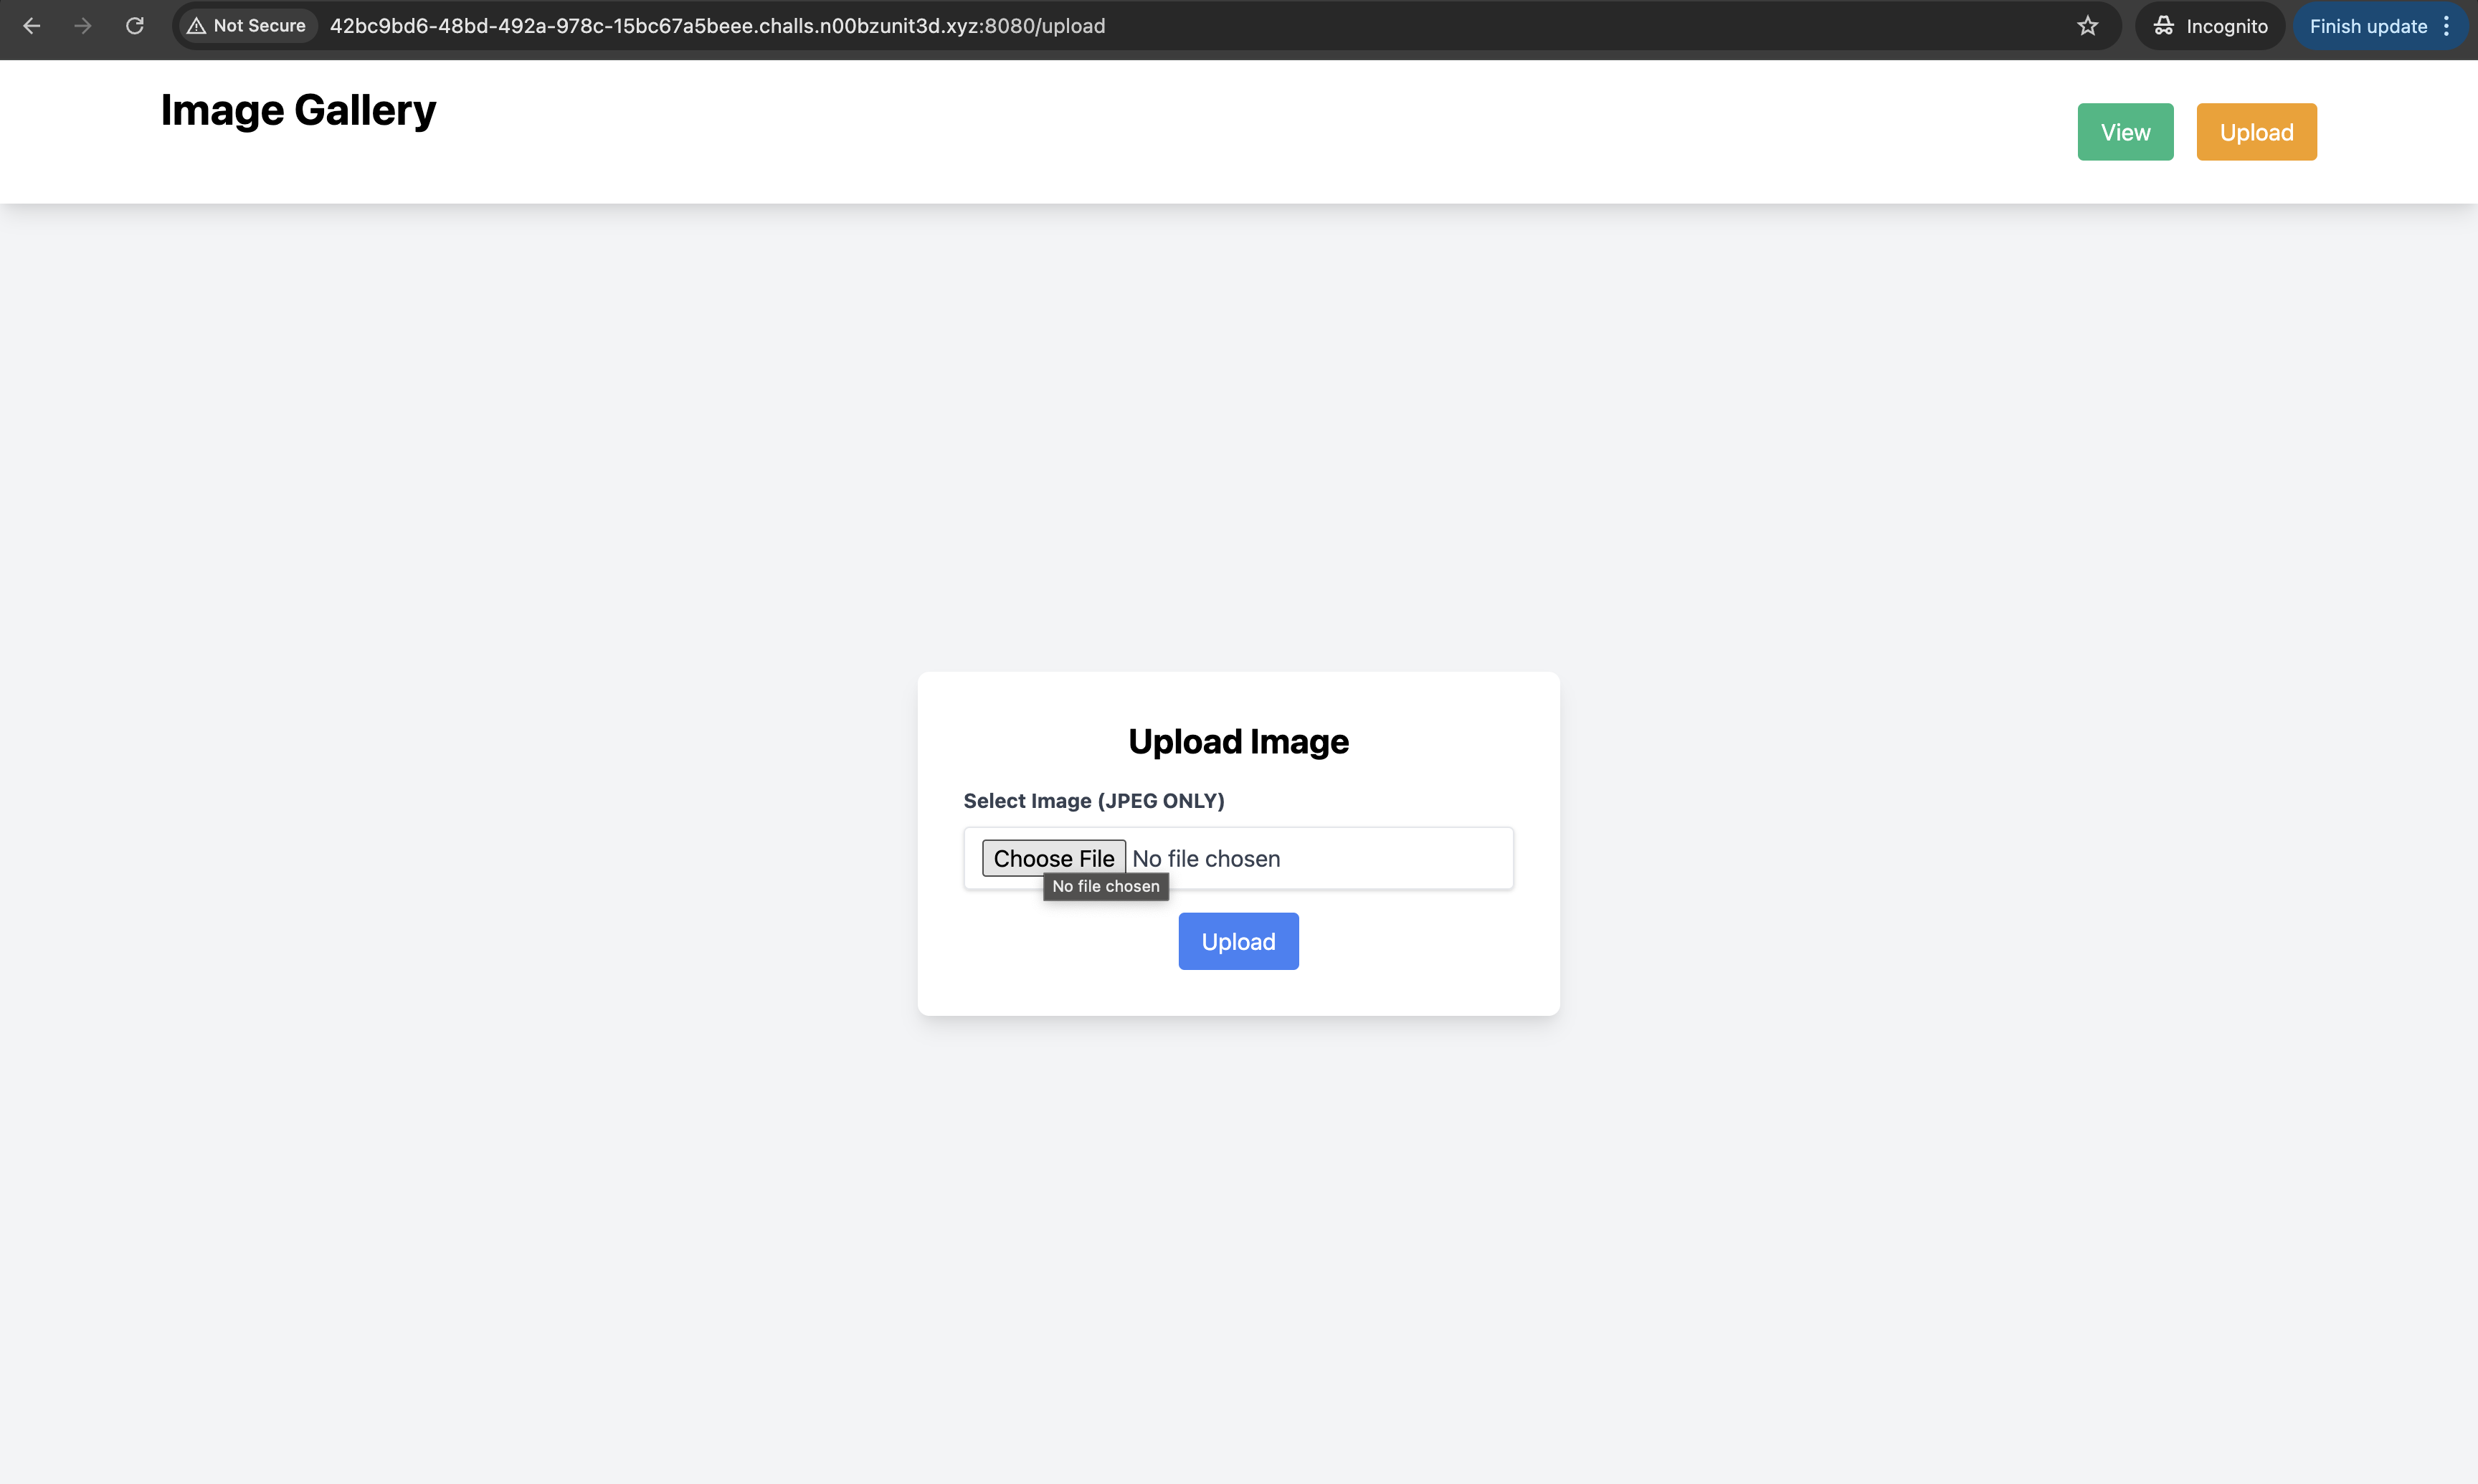 Not Secure 42bc9bd6-48bd-492a-978c-15bc67a5beee.challs.n00bzunit3d.xyz:8080/upload Incognito Finish update
Image Gallery
View Upload
Upload Image
Select Image (JPEG ONLY)
Choose File No file chosen
No file chosen
Upload